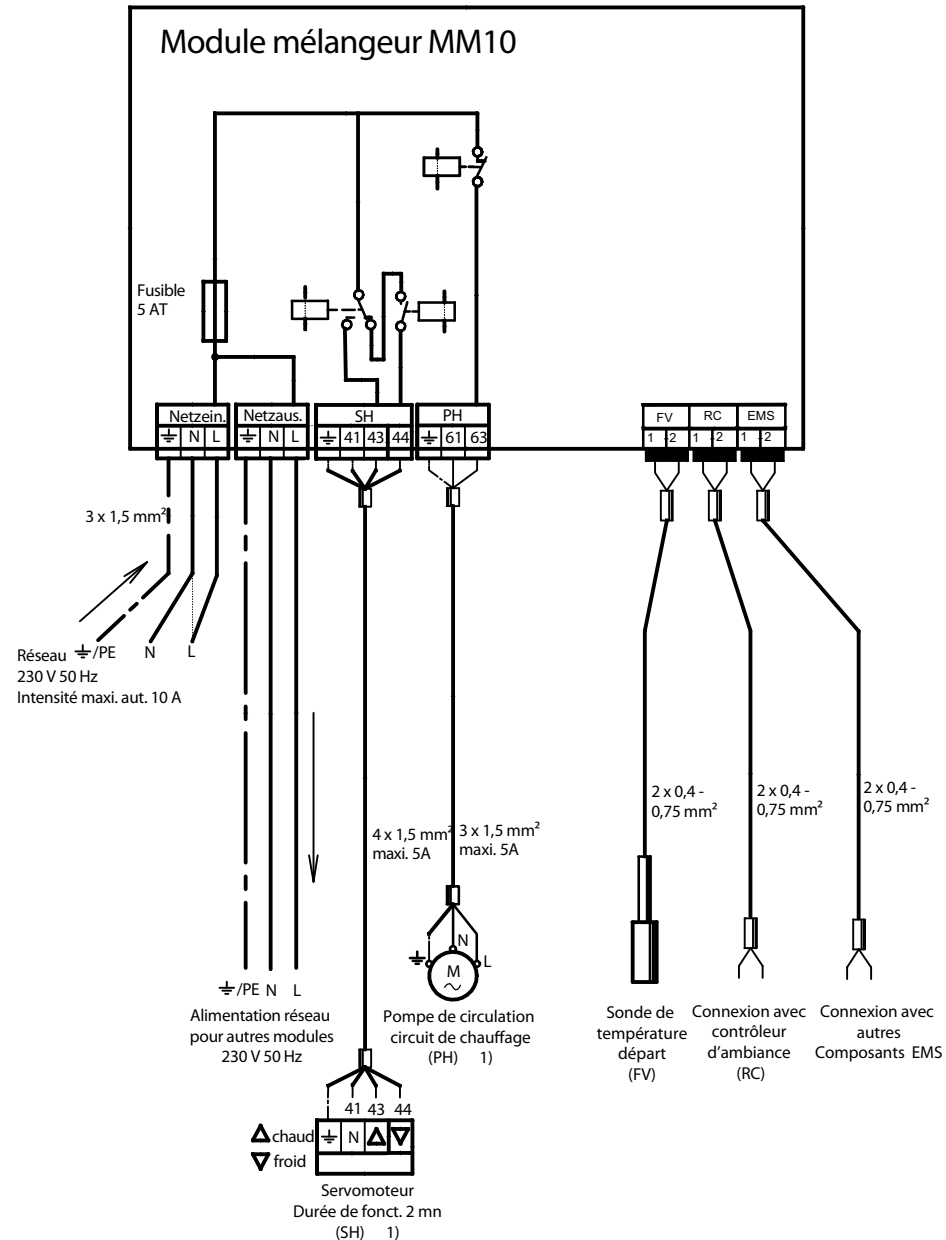 Module mélangeur MM10
Fusible
5 AT
Netzein. Netzaus. SH PH
N L N L 41 43 44 61 63
FV RC EMS
1 2 1 2 1 2
3 x 1,5 mm²
Réseau ⏚/PE N L
230 V 50 Hz
Intensité maxi. aut. 10 A
4 x 1,5 mm²
maxi. 5A
3 x 1,5 mm²
maxi. 5A
2 x 0,4 -
0,75 mm²
2 x 0,4 -
0,75 mm²
2 x 0,4 -
0,75 mm²
⏚/PE N L
Alimentation réseau
pour autres modules
230 V 50 Hz
N
L
M
Pompe de circulation
circuit de chauffage
(PH) 1)
Sonde de
température
départ
(FV)
Connexion avec
contrôleur
d’ambiance
(RC)
Connexion avec
autres
Composants EMS
41 43 44
chaud
N
froid
Servomoteur
Durée de fonct. 2 mn
(SH) 1)